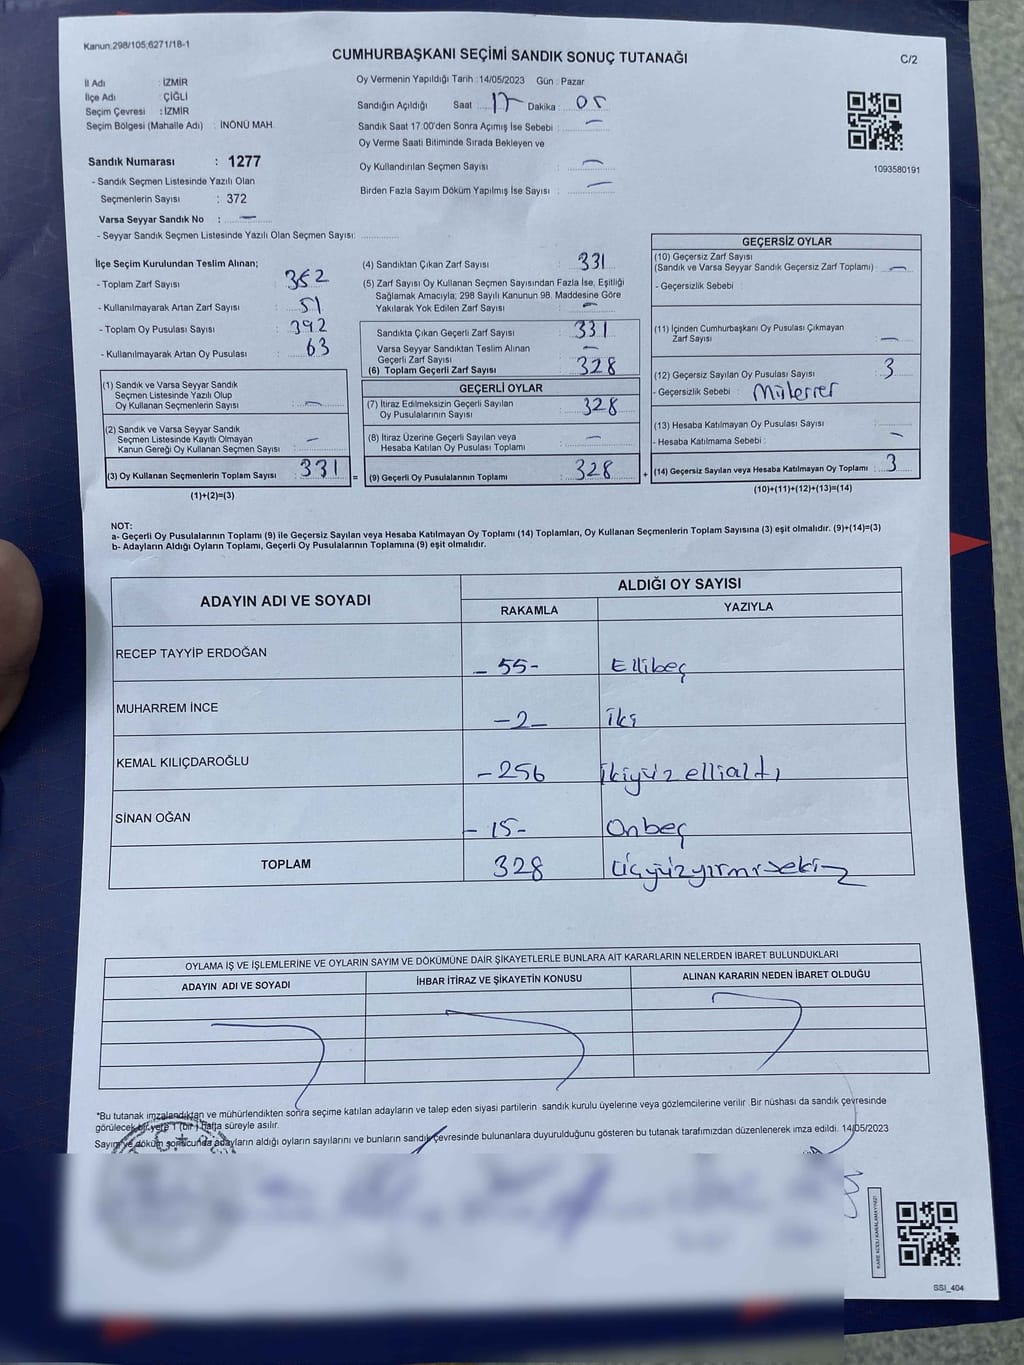 Kanun:298/105;6271/18-1
CUMHURBAŞKANI SEÇİMİ SANDIK SONUÇ TUTANAĞI
C/2
İl Adı : İZMİR
İlçe Adı : ÇİĞLİ
Seçim Çevresi : İZMİR
Seçim Bölgesi (Mahalle Adı) : İNÖNÜ MAH.
Sandık Numarası : 1277
- Sandık Seçmen Listesinde Yazılı Olan
Seçmenlerin Sayısı : 372
Varsa Seyyar Sandık No : —
- Seyyar Sandık Seçmen Listesinde Yazılı Olan Seçmen Sayısı:
Oy Vermenin Yapıldığı Tarih : 14/05/2023 Gün : Pazar
Sandığın Açıldığı Saat : 17 Dakika : 05
Sandık Saat 17.00'den Sonra Açımış İse Sebebi : —
Oy Verme Saati Bitiminde Sırada Bekleyen ve
Oy Kullandırılan Seçmen Sayısı : —
Birden Fazla Sayım Döküm Yapılmış İse Sayısı : —
1093580191
İlçe Seçim Kurulundan Teslim Alınan;
- Toplam Zarf Sayısı : 382
- Kullanılmayarak Artan Zarf Sayısı : 51
- Toplam Oy Pusulası Sayısı : 392
- Kullanılmayarak Artan Oy Pusulası : 63
(1) Sandık ve Varsa Seyyar Sandık
Seçmen Listesinde Yazılı Olup
Oy Kullanan Seçmenlerin Sayısı : —
(2) Sandık ve Varsa Seyyar Sandık
Seçmen Listesinde Kayıtlı Olmayan
Kanun Gereği Oy Kullanan Seçmen Sayısı : —
(3) Oy Kullanan Seçmenlerin Toplam Sayısı : 331 =
(1)+(2)=(3)
(4) Sandıktan Çıkan Zarf Sayısı : 331
(5) Zarf Sayısı Oy Kullanan Seçmen Sayısından Fazla İse, Eşitliği
Sağlamak Amacıyla; 298 Sayılı Kanunun 98. Maddesine Göre
Yakılarak Yok Edilen Zarf Sayısı : —
Sandıkta Çıkan Geçerli Zarf Sayısı : 331
Varsa Seyyar Sandıktan Teslim Alınan
Geçerli Zarf Sayısı : —
(6) Toplam Geçerli Zarf Sayısı : 328
GEÇERLİ OYLAR
(7) İtiraz Edilmeksizin Geçerli Sayılan
Oy Pusulalarının Sayısı : 328
(8) İtiraz Üzerine Geçerli Sayılan veya
Hesaba Katılan Oy Pusulası Toplamı : —
(9) Geçerli Oy Pusulalarının Toplamı : 328 +
GEÇERSİZ OYLAR
(10) Geçersiz Zarf Sayısı
(Sandık ve Varsa Seyyar Sandık Geçersiz Zarf Toplamı) : —
- Geçersizlik Sebebi :
(11) İçinden Cumhurbaşkanı Oy Pusulası Çıkmayan
Zarf Sayısı : —
(12) Geçersiz Sayılan Oy Pusulası Sayısı : 3
- Geçersizlik Sebebi : Mükerrer
(13) Hesaba Katılmayan Oy Pusulası Sayısı :
- Hesaba Katılmama Sebebi : —
(14) Geçersiz Sayılan veya Hesaba Katılmayan Oy Toplamı : 3
(10)+(11)+(12)+(13)=(14)
NOT:
a- Geçerli Oy Pusulalarının Toplamı (9) ile Geçersiz Sayılan veya Hesaba Katılmayan Oy Toplamı (14) Toplamları, Oy Kullanan Seçmenlerin Toplam Sayısına (3) eşit olmalıdır. (9)+(14)=(3)
b- Adayların Aldığı Oyların Toplamı, Geçerli Oy Pusulalarının Toplamına (9) eşit olmalıdır.
ADAYIN ADI VE SOYADI
ALDIĞI OY SAYISI
RAKAMLA YAZIYLA
RECEP TAYYİP ERDOĞAN - 55- Ellibeş
MUHARREM İNCE -2- İki
KEMAL KILIÇDAROĞLU -256 İkiyüz ellialtı
SİNAN OĞAN - 15- Onbeş
TOPLAM 328 Üçyüzyirmisekiz
OYLAMA İŞ VE İŞLEMLERİNE VE OYLARIN SAYIM VE DÖKÜMÜNE DAİR ŞİKAYETLERLE BUNLARA AİT KARARLARIN NELERDEN İBARET BULUNDUKLARI
ADAYIN ADI VE SOYADI İHBAR İTİRAZ VE ŞİKAYETİN KONUSU ALINAN KARARIN NEDEN İBARET OLDUĞU
*Bu tutanak imzalandıktan ve mühürlendikten sonra seçime katılan adayların ve talep eden siyasi partilerin sandık kurulu üyelerine veya gözlemcilerine verilir. Bir nüshası da sandık çevresinde
görülecek bir yere 1 (bir) hafta süreyle asılır.
Sayım ve döküm sonucunda adayların aldığı oyların sayılarını ve bunların sandık çevresinde bulunanlara duyurulduğunu gösteren bu tutanak tarafımızdan düzenlenerek imza edildi. 14/05/2023
SSI_404